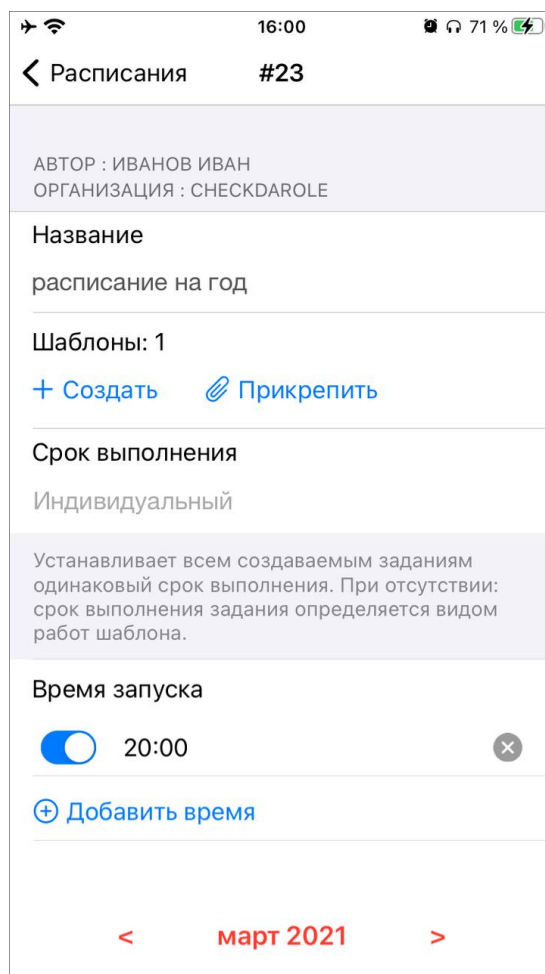 16:00
71 %
Расписания
#23
АВТОР : ИВАНОВ ИВАН
ОРГАНИЗАЦИЯ : CHECKDAROLE
Название
расписание на год
Шаблоны: 1
+ Создать
Прикрепить
Срок выполнения
Индивидуальный
Устанавливает всем создаваемым заданиям
одинаковый срок выполнения. При отсутствии:
срок выполнения задания определяется видом
работ шаблона.
Время запуска
20:00
Добавить время
< март 2021 >